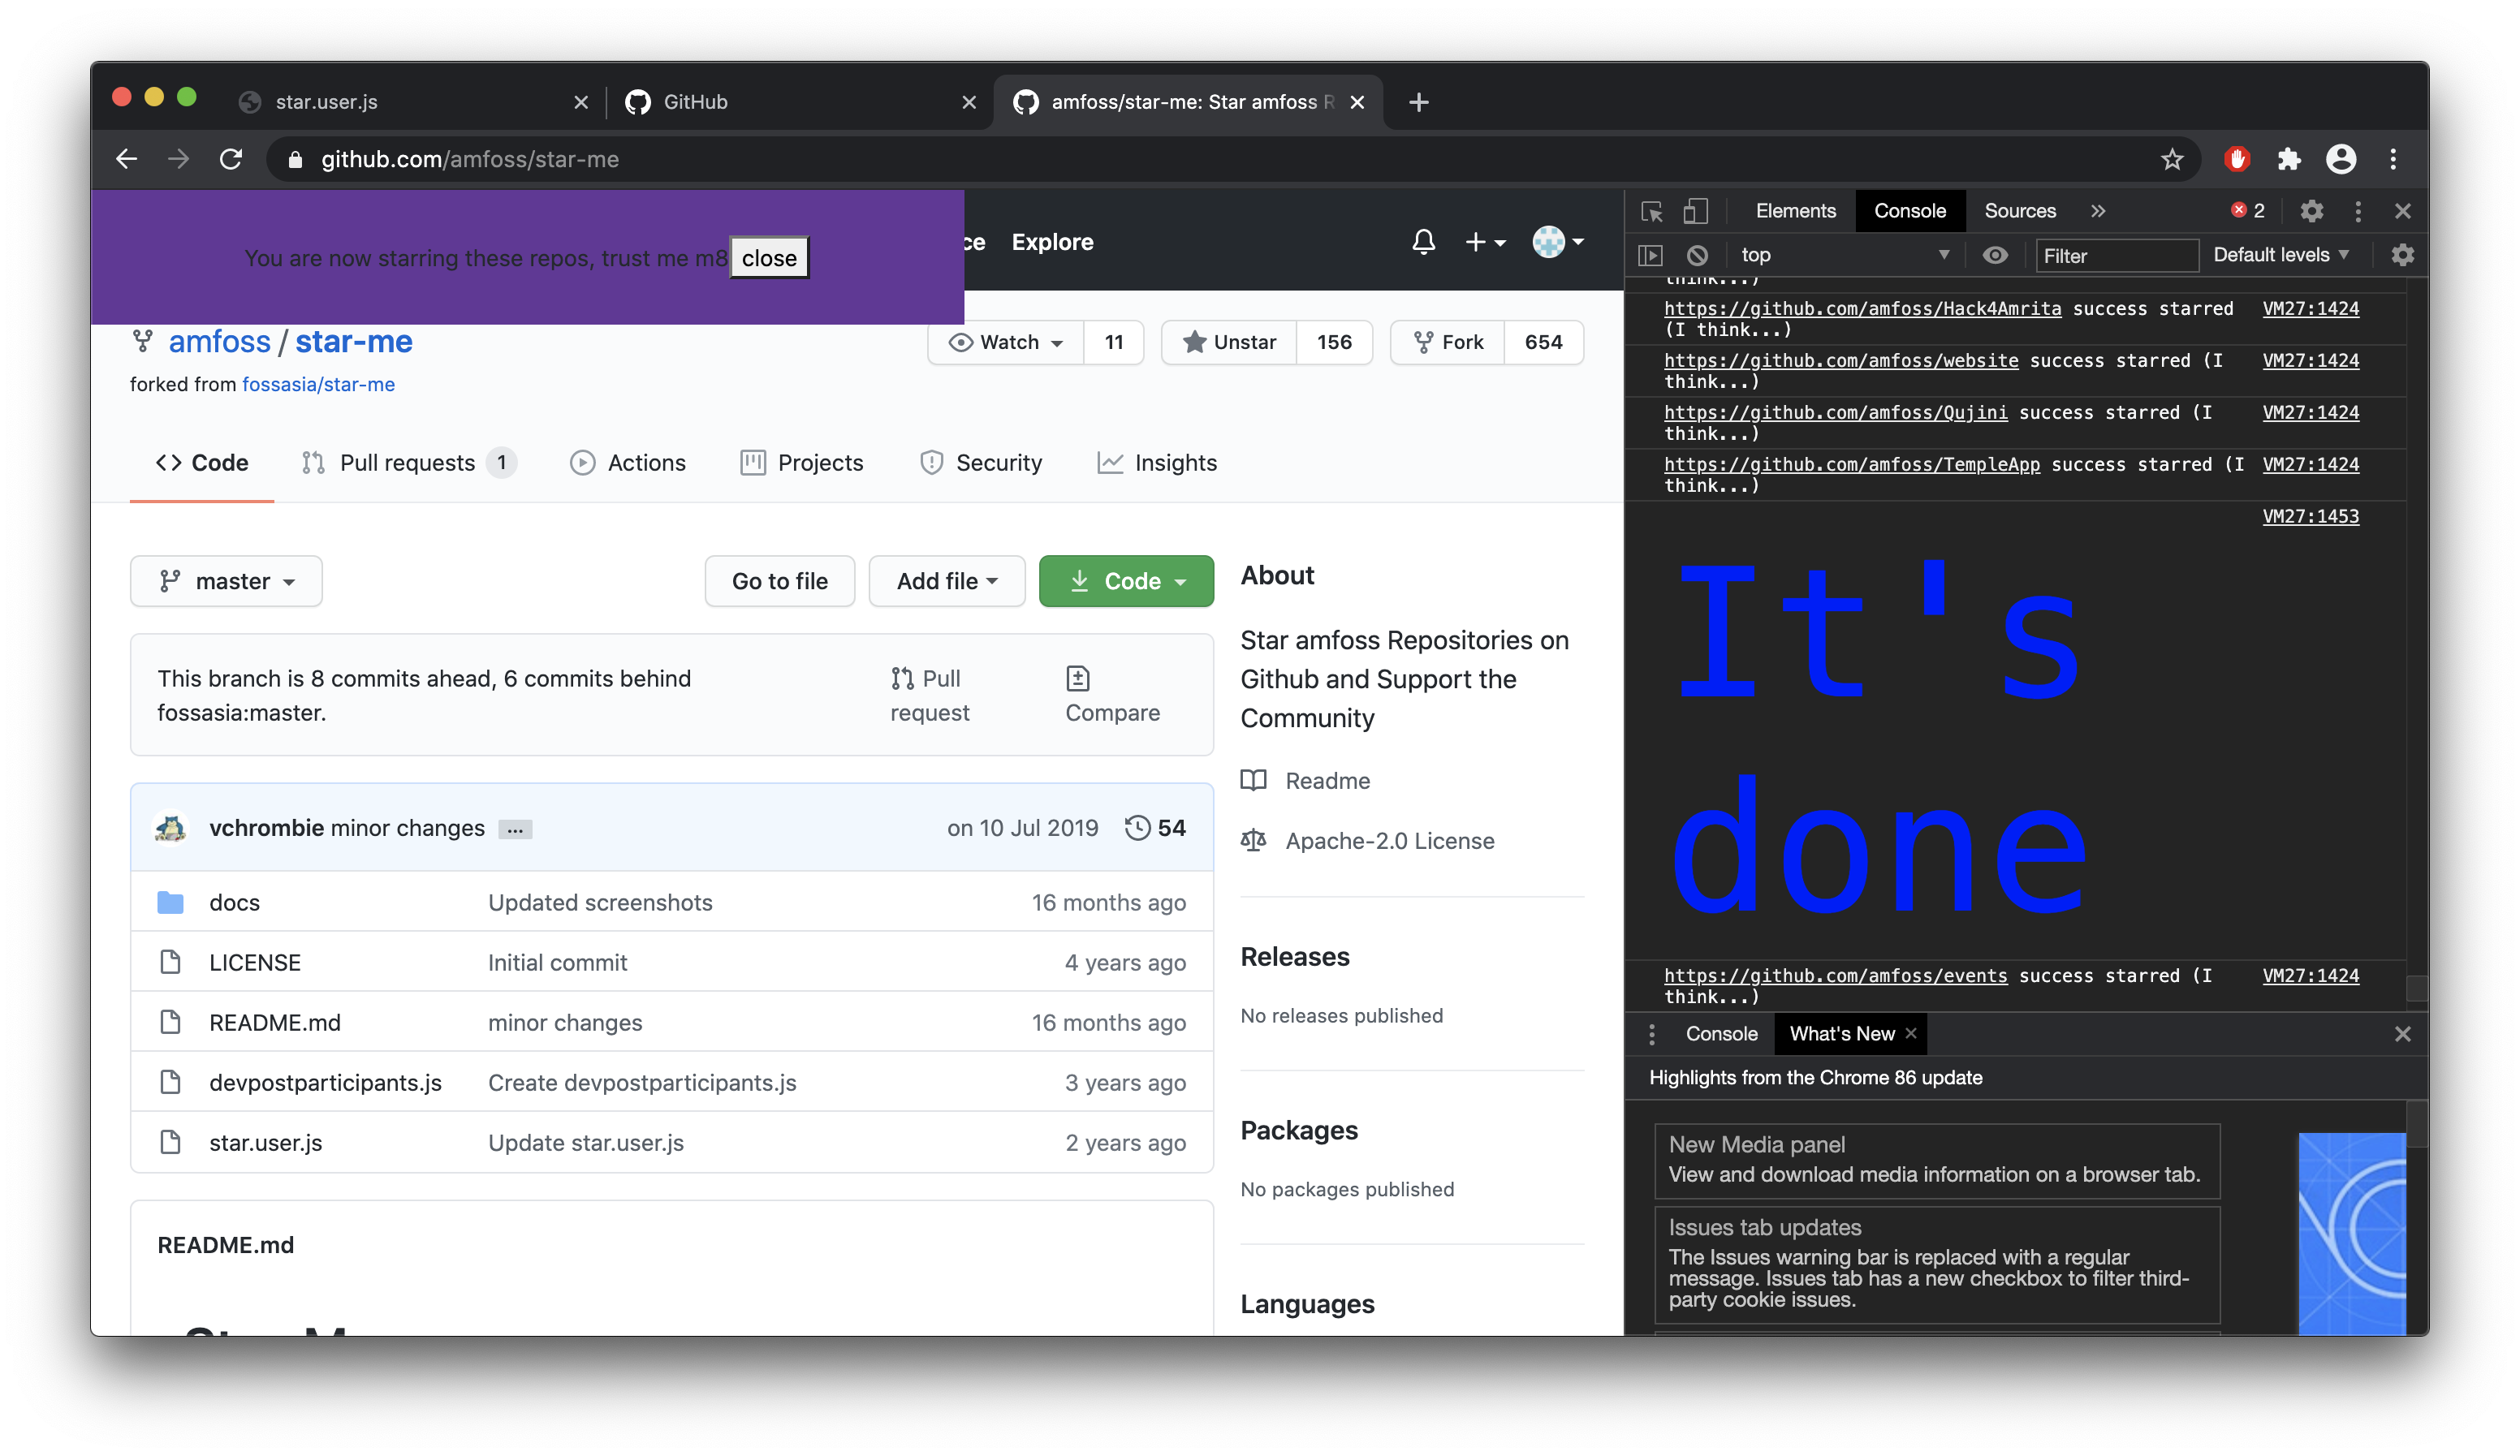 star.user.js
GitHub
amfoss/star-me: Star amfoss R
github.com/amfoss/star-me
You are now starring these repos, trust me m8 close
ce Explore
amfoss / star-me
forked from fossasia/star-me
Watch 11 Unstar 156 Fork 654
Code Pull requests 1 Actions Projects Security Insights
master Go to file Add file Code
This branch is 8 commits ahead, 6 commits behind
fossasia:master.
Pull
request
Compare
vchrombie minor changes ... on 10 Jul 2019 54
docs Updated screenshots 16 months ago
LICENSE Initial commit 4 years ago
README.md minor changes 16 months ago
devpostparticipants.js Create devpostparticipants.js 3 years ago
star.user.js Update star.user.js 2 years ago
README.md
About
Star amfoss Repositories on
Github and Support the
Community
Readme
Apache-2.0 License
Releases
No releases published
Packages
No packages published
Languages
Elements Console Sources 2
top Filter Default levels
think...)
https://github.com/amfoss/Hack4Amrita success starred VM27:1424
(I think...)
https://github.com/amfoss/website success starred (I VM27:1424
think...)
https://github.com/amfoss/Qujini success starred (I VM27:1424
think...)
https://github.com/amfoss/TempleApp success starred (I VM27:1424
think...)
VM27:1453
It's
done
https://github.com/amfoss/events success starred (I VM27:1424
think...)
Console What's New
Highlights from the Chrome 86 update
New Media panel
View and download media information on a browser tab.
Issues tab updates
The Issues warning bar is replaced with a regular
message. Issues tab has a new checkbox to filter third-
party cookie issues.